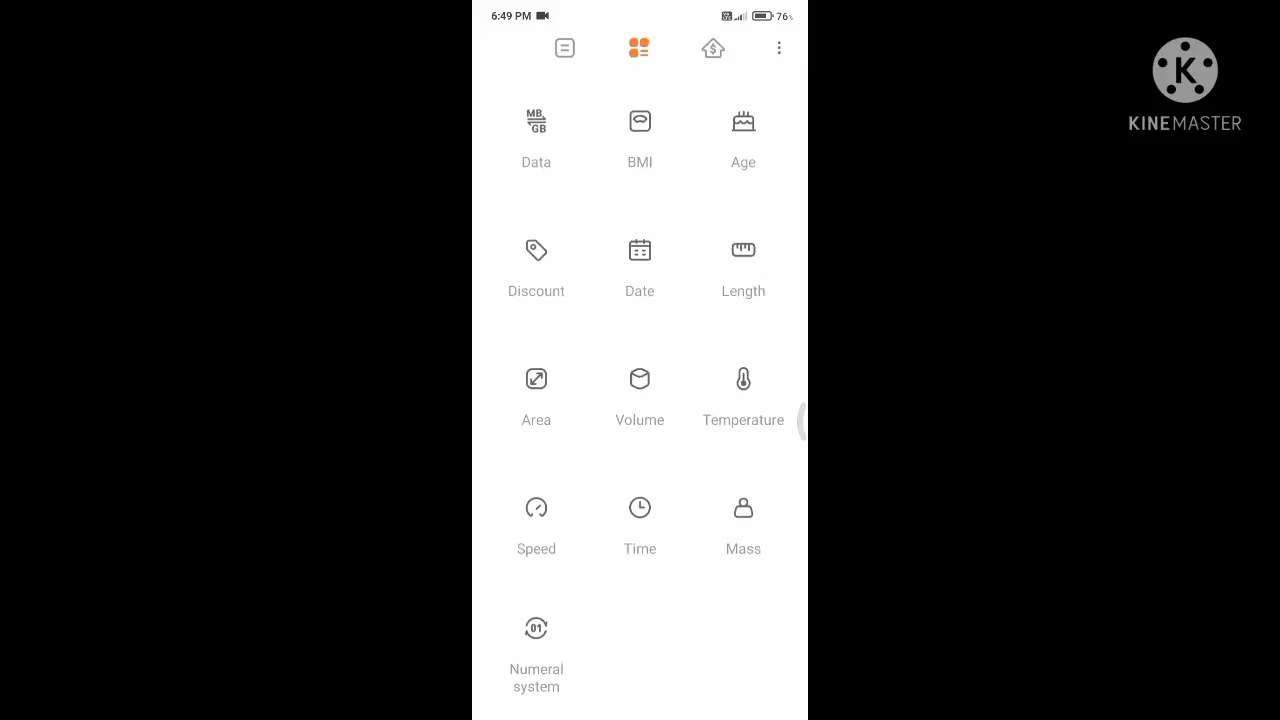 6:49 PM
76%
MB
GB
Data
BMI
Age
Discount
Date
Length
Area
Volume
Temperature
Speed
Time
Mass
01
Numeral
system
K
KINEMASTER